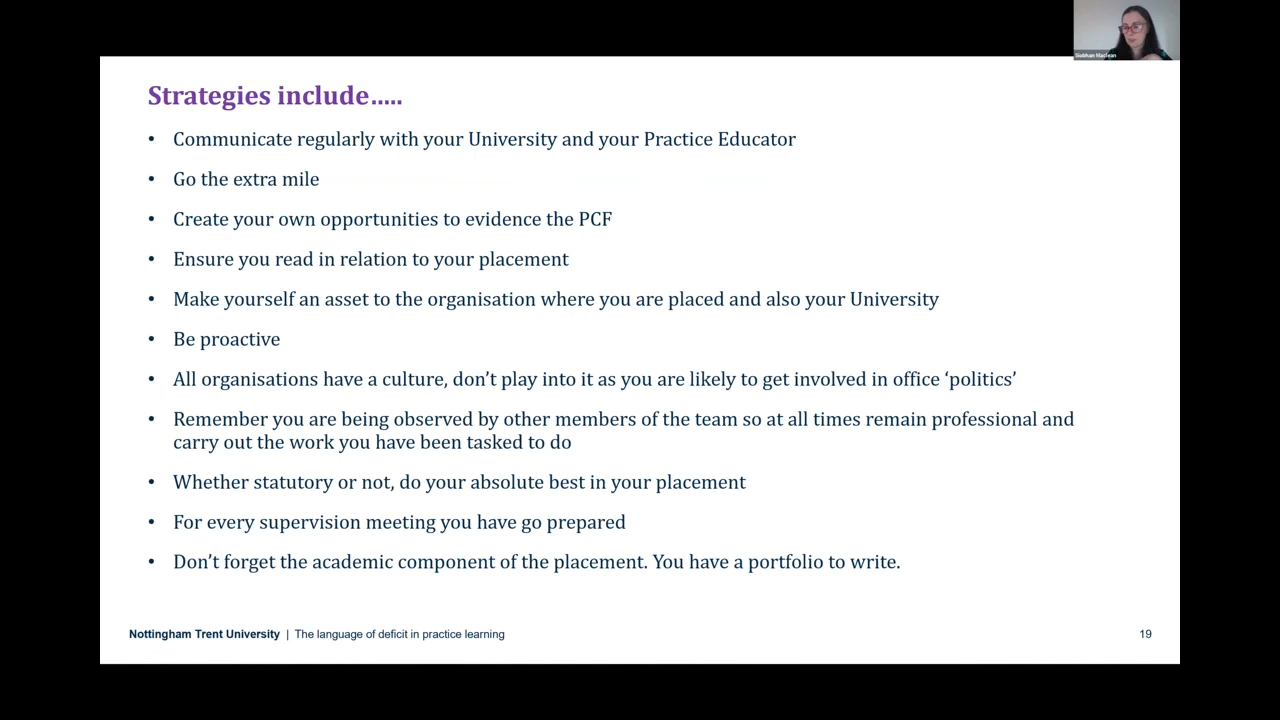 Siobhan Maclean
Strategies include.....
• Communicate regularly with your University and your Practice Educator
• Go the extra mile
• Create your own opportunities to evidence the PCF
• Ensure you read in relation to your placement
• Make yourself an asset to the organisation where you are placed and also your University
• Be proactive
• All organisations have a culture, don’t play into it as you are likely to get involved in office ‘politics’
• Remember you are being observed by other members of the team so at all times remain professional and
carry out the work you have been tasked to do
• Whether statutory or not, do your absolute best in your placement
• For every supervision meeting you have go prepared
• Don’t forget the academic component of the placement. You have a portfolio to write.
Nottingham Trent University | The language of deficit in practice learning
19